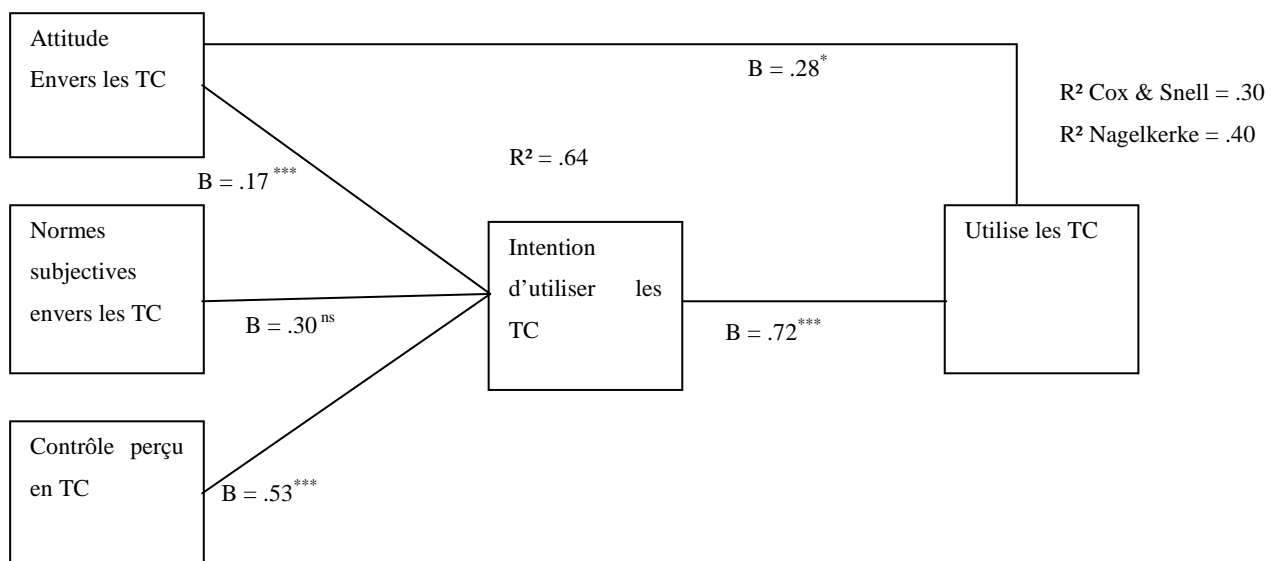 Attitude
Envers les TC
B = .28*
R² Cox & Snell = .30
R² Nagelkerke = .40
R² = .64
B = .17 ***
Normes
subjectives
envers les TC
B = .30 ns
Intention
d’utiliser les
TC
B = .72***
Utilise les TC
Contrôle perçu
en TC
B = .53***